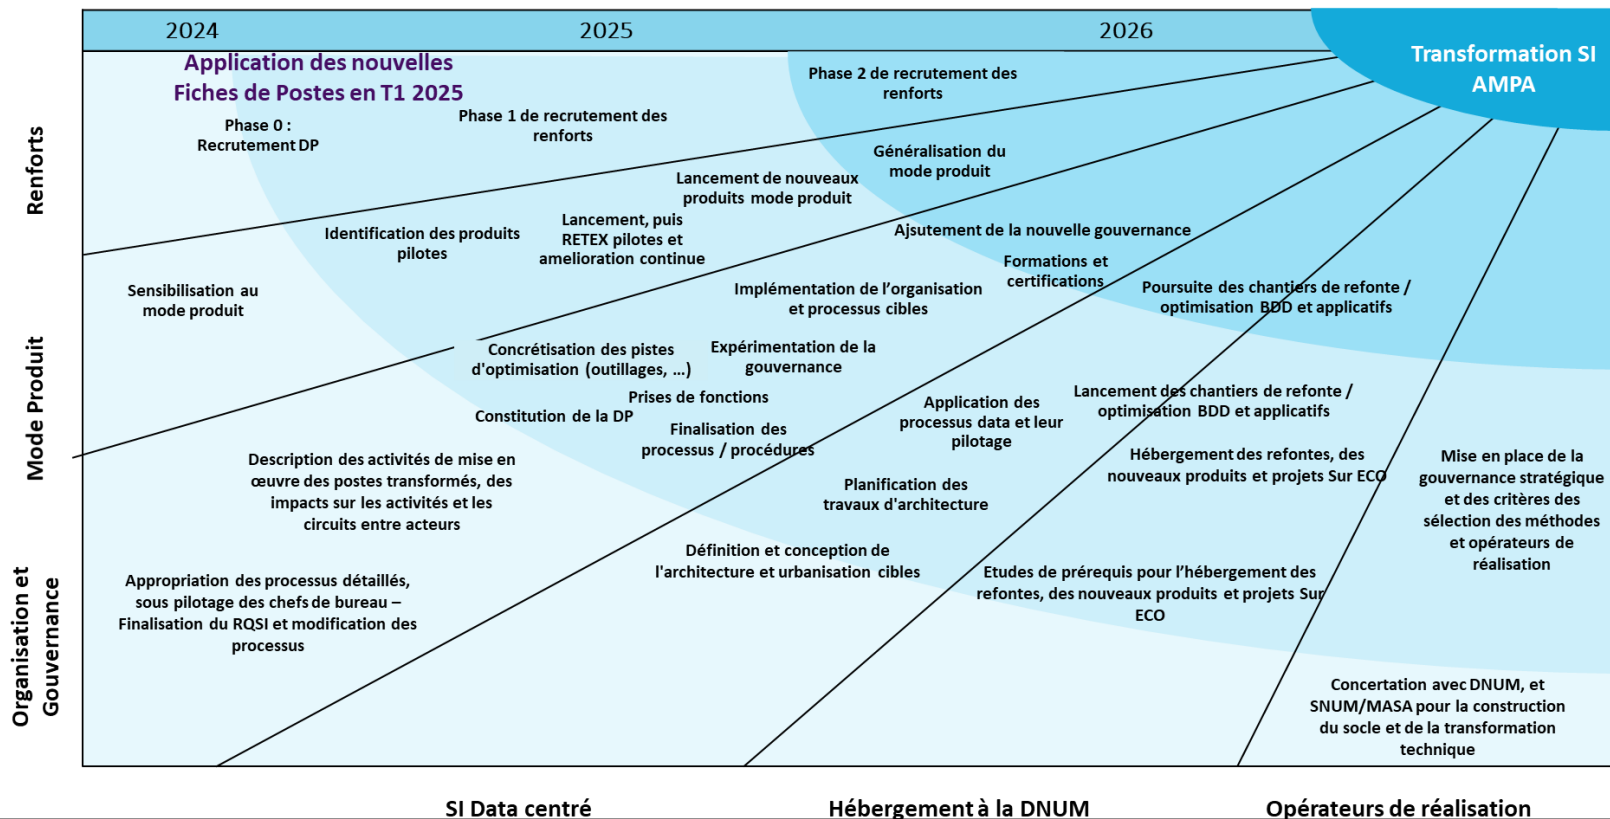 2024
2025
2026
Transformation SI
AMPA
Application des nouvelles
Fiches de Postes en T1 2025
Phase 0 :
Recrutement DP
Phase 1 de recrutement des
renforts
Phase 2 de recrutement des
renforts
Renforts
Généralisation du
mode produit
Lancement de nouveaux
produits mode produit
Lancement, puis
RETEX pilotes et
amelioration continue
Identification des produits
pilotes
Sensibilisation au
mode produit
Mode Produit
Ajsutement de la nouvelle gouvernance
Formations et
certifications
Implémentation de l’organisation
et processus cibles
Concrétisation des pistes
d'optimisation (outillages, …)
Expérimentation de la
gouvernance
Prises de fonctions
Constitution de la DP
Finalisation des
processus / procédures
Description des activités de mise en
œuvre des postes transformés, des
impacts sur les activités et les
circuits entre acteurs
Appropriation des processus détaillés,
sous pilotage des chefs de bureau –
Finalisation du RQSI et modification des
processus
Organisation et
Gouvernance
Poursuite des chantiers de refonte /
optimisation BDD et applicatifs
Lancement des chantiers de refonte /
optimisation BDD et applicatifs
Application des
processus data et leur
pilotage
Planification des
travaux d'architecture
Définition et conception de
l'architecture et urbanisation cibles
Hébergement des refontes, des
nouveaux produits et projets Sur ECO
Etudes de prérequis pour l’hébergement des
refontes, des nouveaux produits et projets Sur
ECO
Mise en place de la
gouvernance stratégique
et des critères des
sélection des méthodes
et opérateurs de
réalisation
Concertation avec DNUM, et
SNUM/MASA pour la construction
du socle et de la transformation
technique
SI Data centré
Hébergement à la DNUM
Opérateurs de réalisation